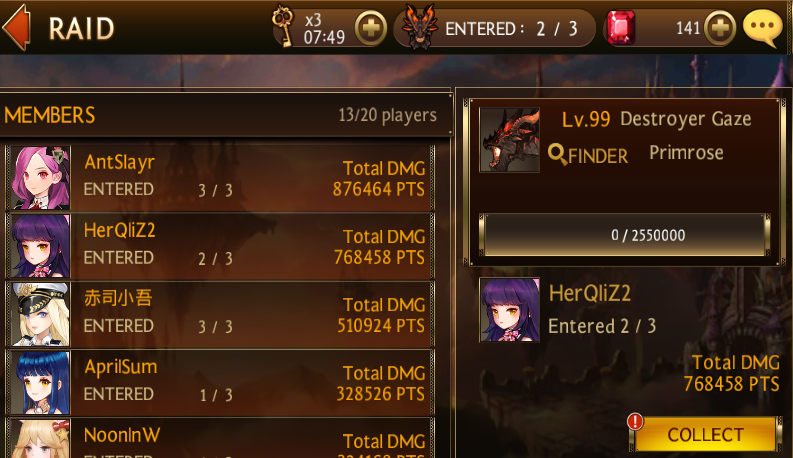 RAID
x3
07:49
ENTERED : 2 / 3
141
MEMBERS
13/20 players
AntSlayr
ENTERED 3 / 3
Total DMG
876464 PTS
HerQliZ2
ENTERED 2 / 3
Total DMG
768458 PTS
赤司小吾
ENTERED 3 / 3
Total DMG
510924 PTS
AprilSum
ENTERED 1 / 3
Total DMG
328526 PTS
NoonInW
Total DMG
Lv.99 Destroyer Gaze
FINDER Primrose
0 / 2550000
HerQliZ2
Entered 2 / 3
Total DMG
768458 PTS
COLLECT